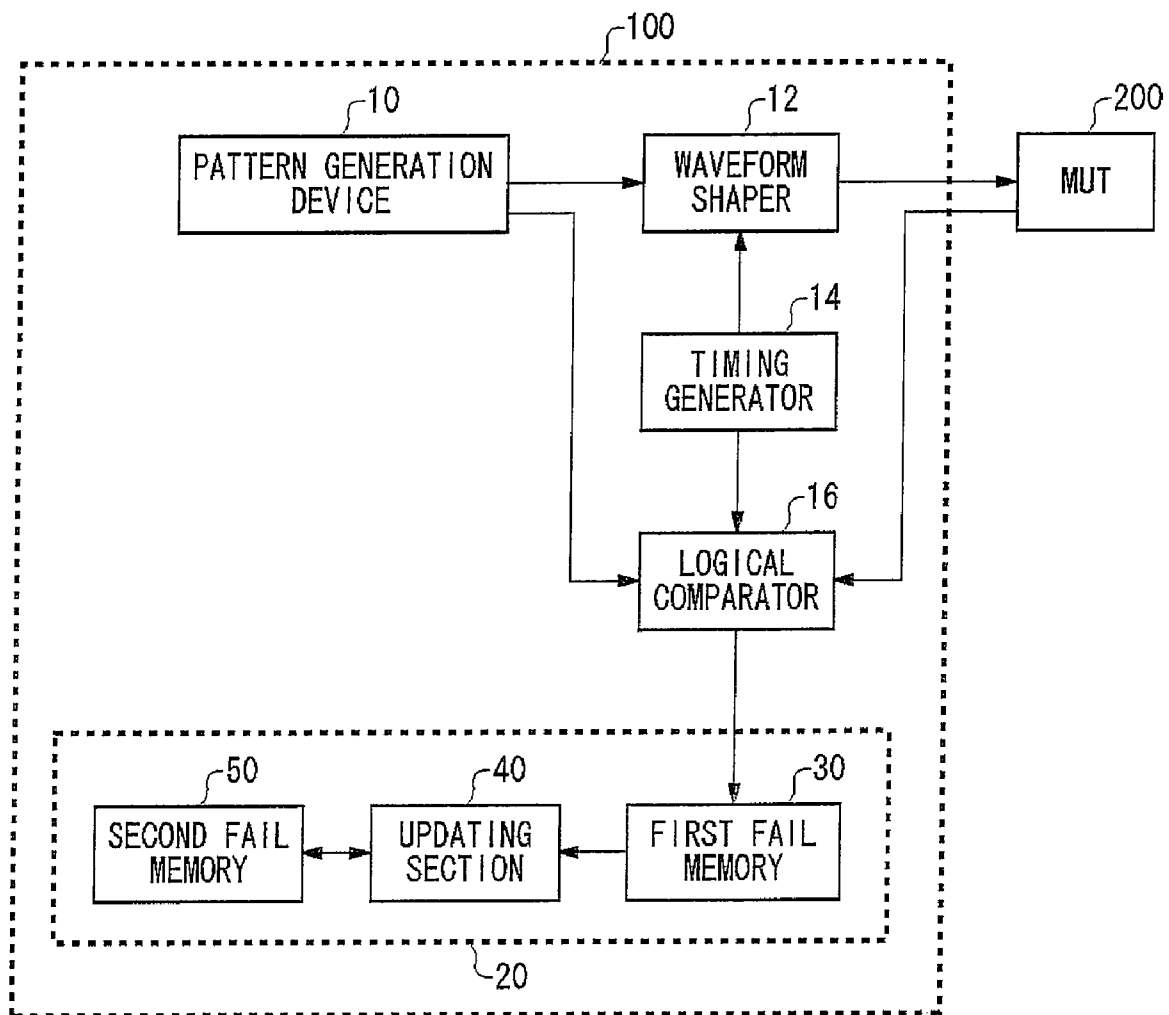 100
10
12
200
PATTERN GENERATION
DEVICE
WAVEFORM
SHAPER
MUT
14
TIMING
GENERATOR
16
LOGICAL
COMPARATOR
50
40
30
SECOND FAIL
MEMORY
UPDATING
SECTION
FIRST FAIL
MEMORY
20